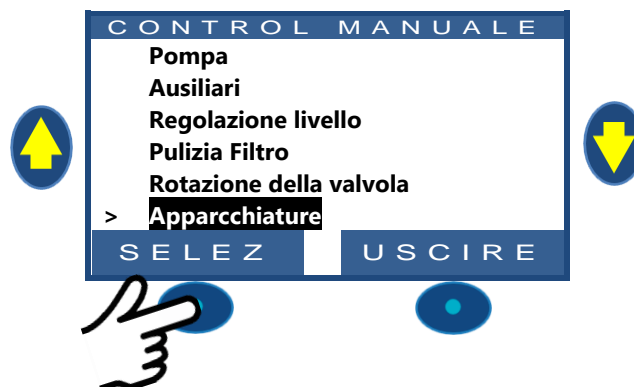 CONTROL MANUALE
Pompa
Ausiliari
Regolazione livello
Pulizia Filtro
Rotazione della valvola
> Apparcchiature
SELEZ USCIRE